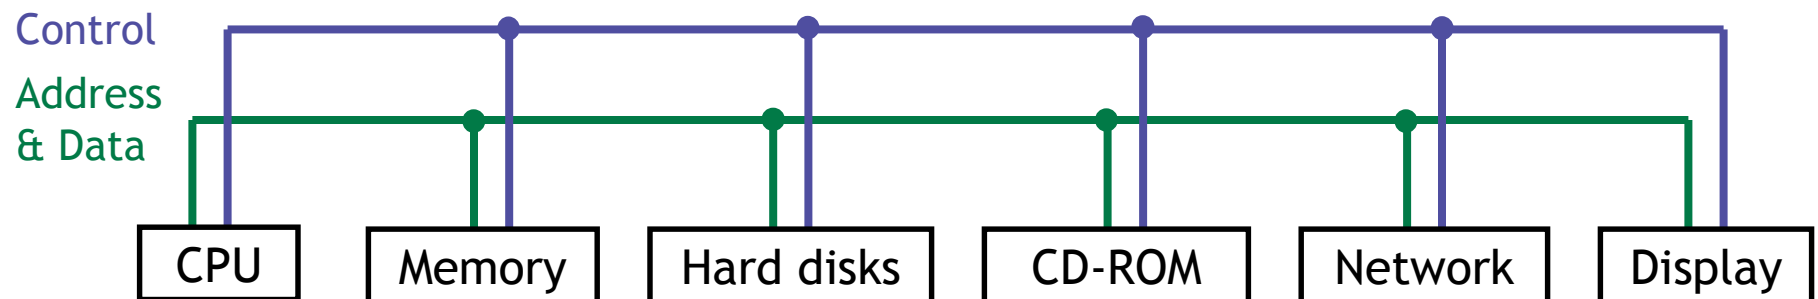 Control
Address
& Data
CPU
Memory
Hard disks
CD-ROM
Network
Display